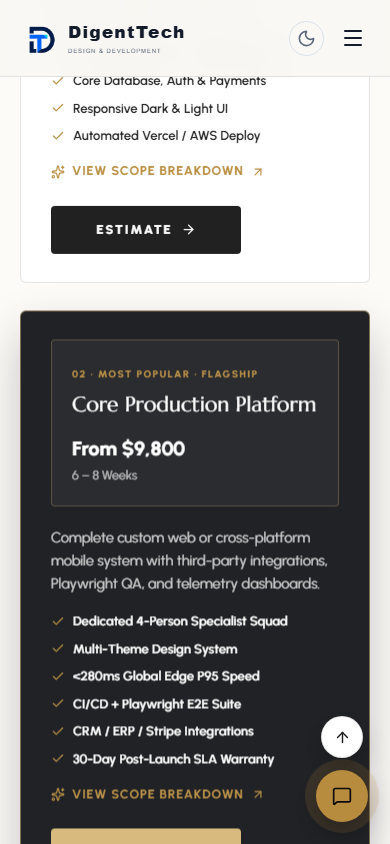 DigentTech
DESIGN & DEVELOPMENT
Core Database, Auth & Payments
Responsive Dark & Light UI
Automated Vercel / AWS Deploy
VIEW SCOPE BREAKDOWN
ESTIMATE
02 · MOST POPULAR · FLAGSHIP
Core Production Platform
From $9,800
6 – 8 Weeks
Complete custom web or cross-platform
mobile system with third-party integrations,
Playwright QA, and telemetry dashboards.
Dedicated 4-Person Specialist Squad
Multi-Theme Design System
<280ms Global Edge P95 Speed
CI/CD + Playwright E2E Suite
CRM / ERP / Stripe Integrations
30-Day Post-Launch SLA Warranty
VIEW SCOPE BREAKDOWN